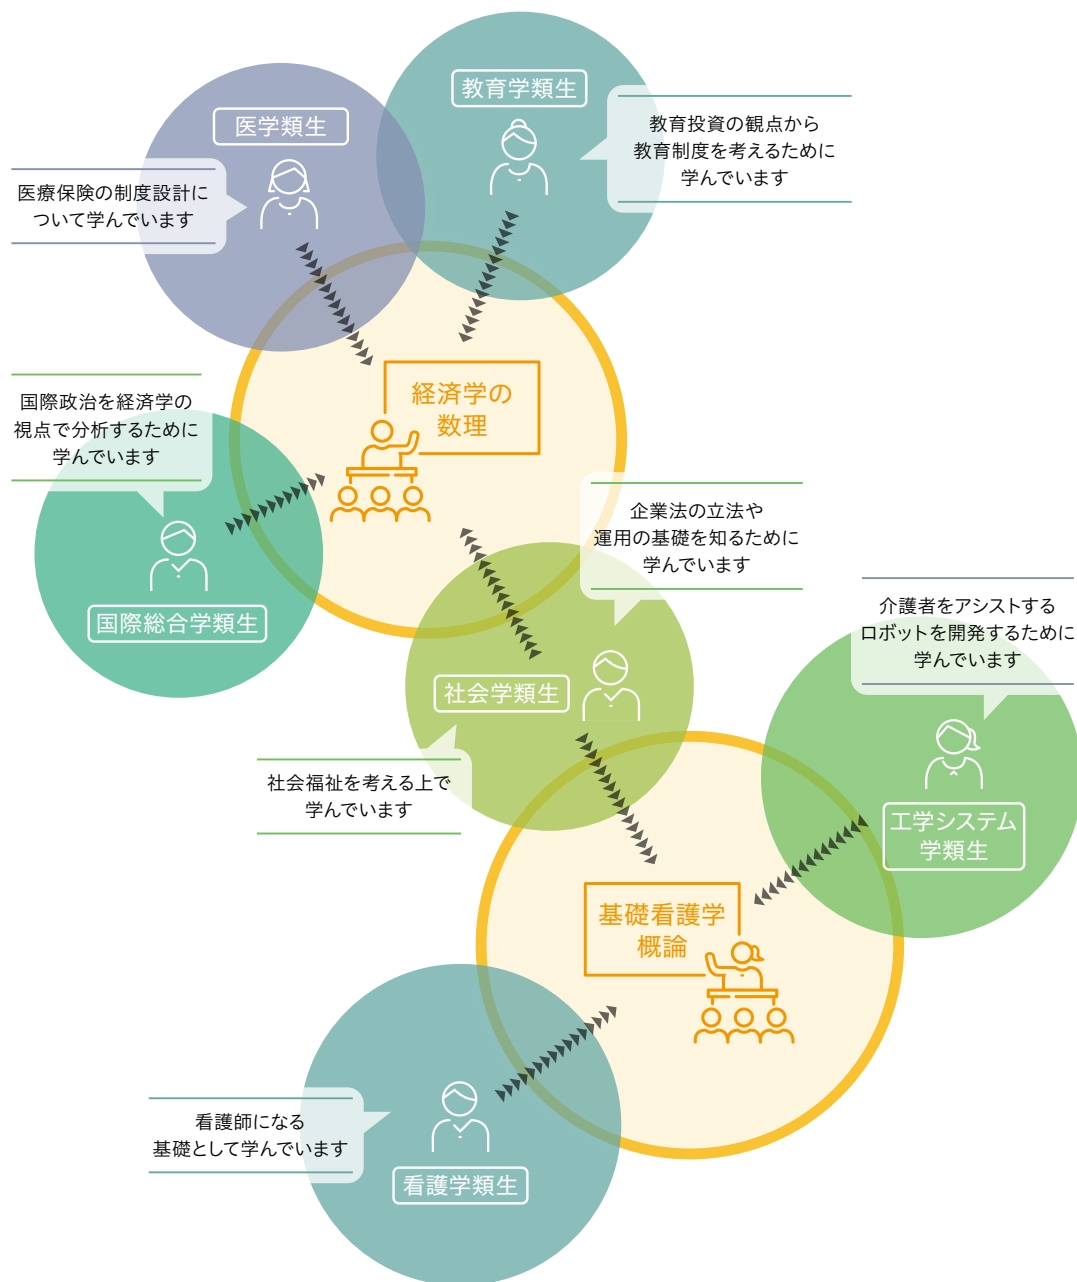 教育学類生
教育投資の観点から
教育制度を考えるために
学んでいます
医学類生
医療保険の制度設計に
ついて学んでいます
経済学の
数理
国際政治を経済学の
視点で分析するために
学んでいます
国際総合学類生
企業法の立法や
運用の基礎を知るために
学んでいます
社会学類生
社会福祉を考える上で
学んでいます
介護者をアシストする
ロボットを開発するために
学んでいます
工学システム
学類生
基礎看護学
概論
看護師になる
基礎として学んでいます
看護学類生